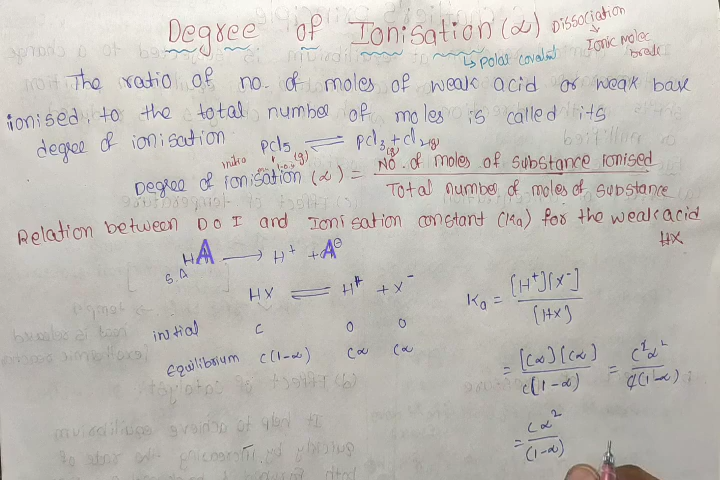 Degree of Ionisation (α) Dissociation
↳ polar covalent
Ionic molec
break
The ratio of no. of moles of weak acid or weak base
ionised to the total number of moles is called its
degree of ionisation
PCl5 ⇌ PCl3 + Cl2
(g) (g) (g)
Degree of ionisation (α) = No. of moles of substance ionised
Total number of moles of substance
Relation between D o I and Ionisation constant (Ka) for the weak acid
HX
HA → H+ + A⊖
S.A
HX ⇌ H+ + X-
Ka = [H+][X-]
[HX]
initial C 0 0
Equilibrium C(1-α) Cα Cα
= [Cα][Cα] = C²α²
C(1-α) C(1-α)
= Cα²
(1-α)